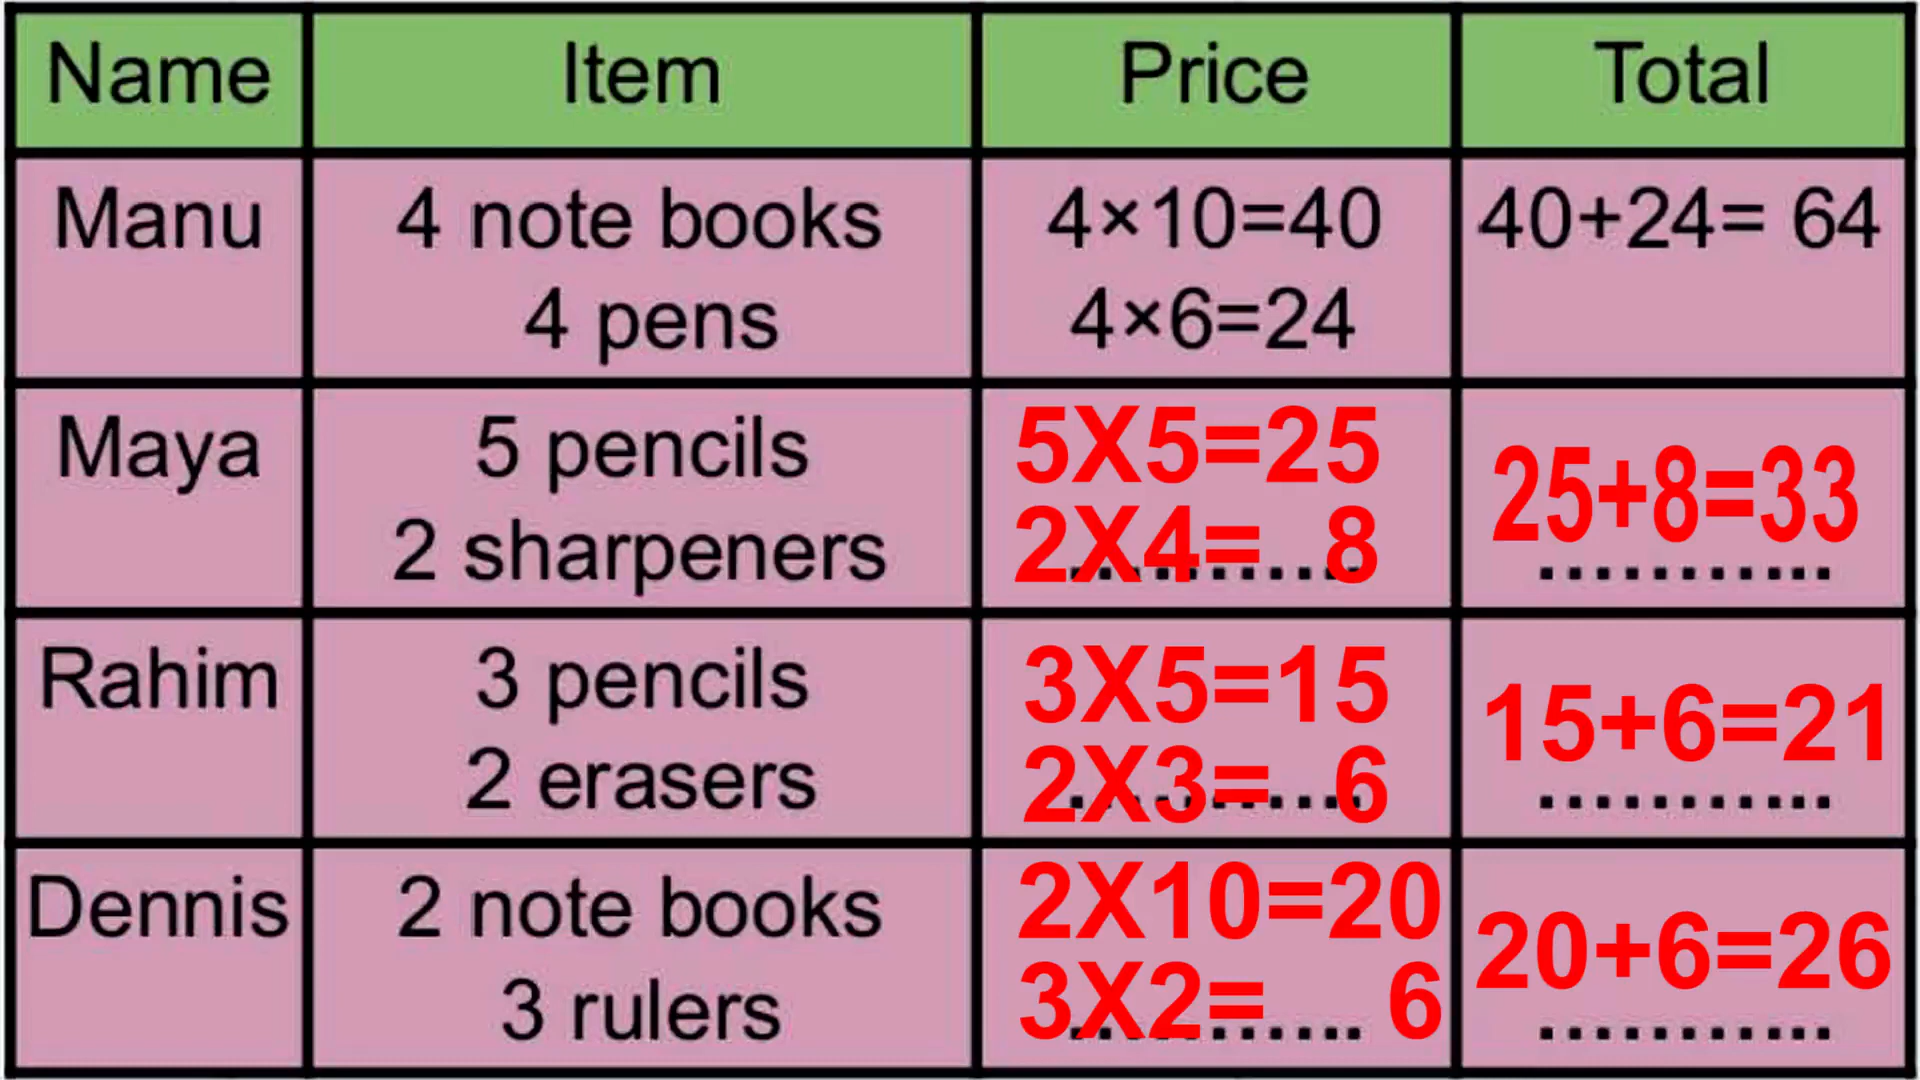 Name Item Price Total
Manu 4 note books 4×10=40 40+24= 64
4 pens 4×6=24
Maya 5 pencils 5X5=25 25+8=33
2 sharpeners 2X4= 8 ...........
Rahim 3 pencils 3X5=15 15+6=21
2 erasers 2X3= 6 ...........
Dennis 2 note books 2X10=20 20+6=26
3 rulers 3X2= 6 ...........